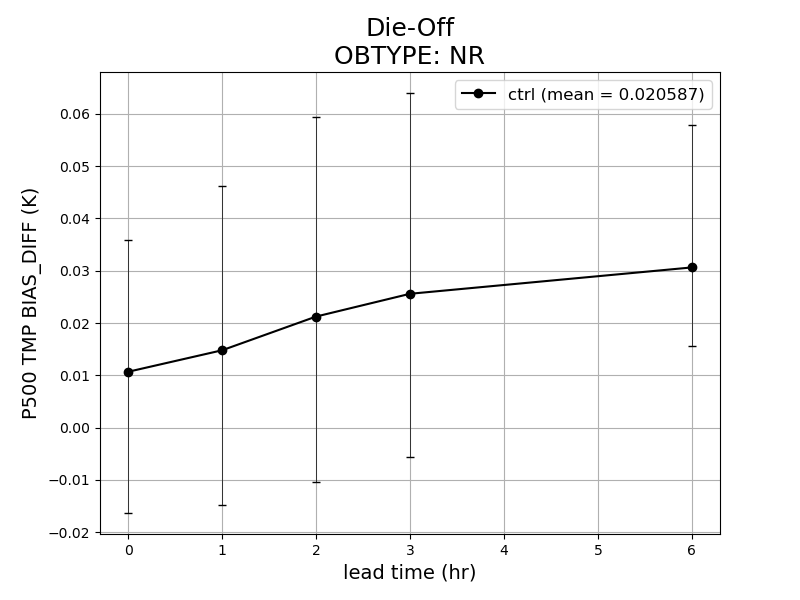 Die-Off
OBTYPE: NR
ctrl (mean = 0.020587)
P500 TMP BIAS_DIFF (K)
0.06
0.05
0.04
0.03
0.02
0.01
0.00
−0.01
−0.02
0 1 2 3 4 5 6
lead time (hr)